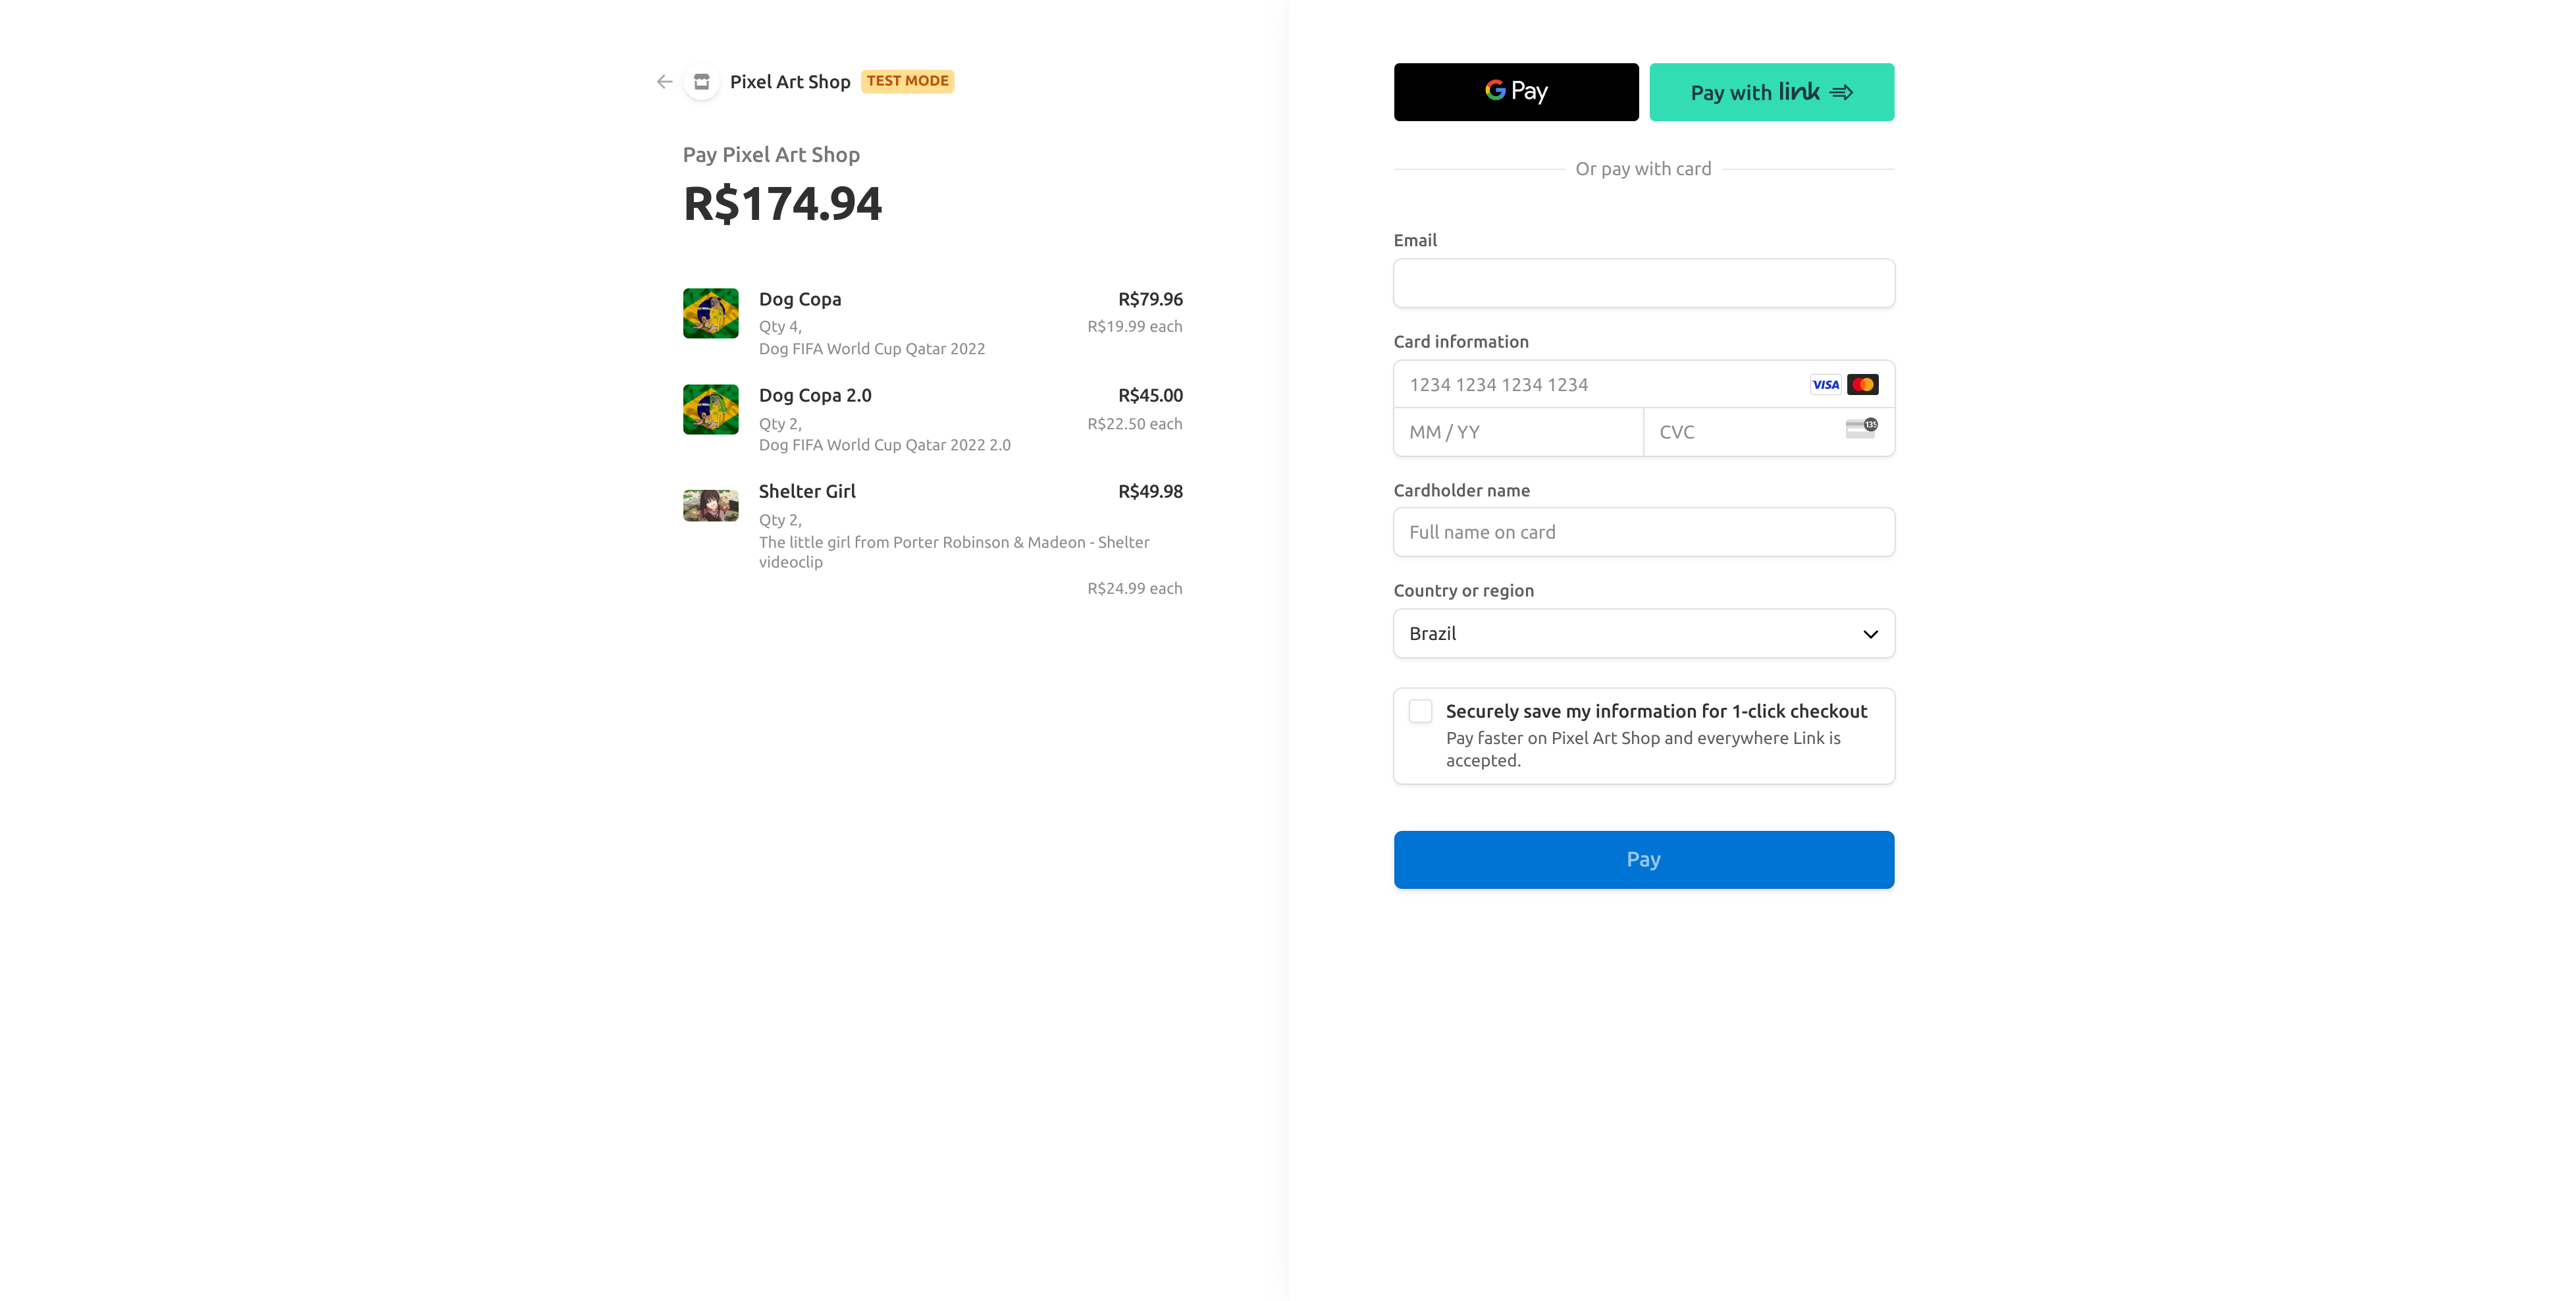 Pixel Art Shop TEST MODE
Pay Pixel Art Shop
R$174.94
Dog Copa R$79.96
Qty 4, R$19.99 each
Dog FIFA World Cup Qatar 2022
Dog Copa 2.0 R$45.00
Qty 2, R$22.50 each
Dog FIFA World Cup Qatar 2022 2.0
Shelter Girl R$49.98
Qty 2,
The little girl from Porter Robinson & Madeon - Shelter
videoclip
R$24.99 each
G Pay
Pay with link
Or pay with card
Email
Card information
1234 1234 1234 1234 VISA
MM / YY
CVC 135
Cardholder name
Full name on card
Country or region
Brazil
Securely save my information for 1-click checkout
Pay faster on Pixel Art Shop and everywhere Link is
accepted.
Pay